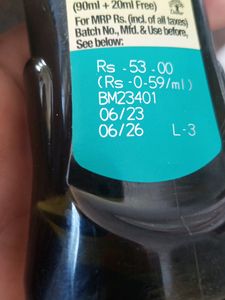 (90ml + 20ml Free)
For MRP Rs. (incl. of all taxes)
Batch No., Mfd. & Use before,
See below:
Rs .53 .00
(Rs -0-59/ml)
BM23401
06/23
06/26 L-3